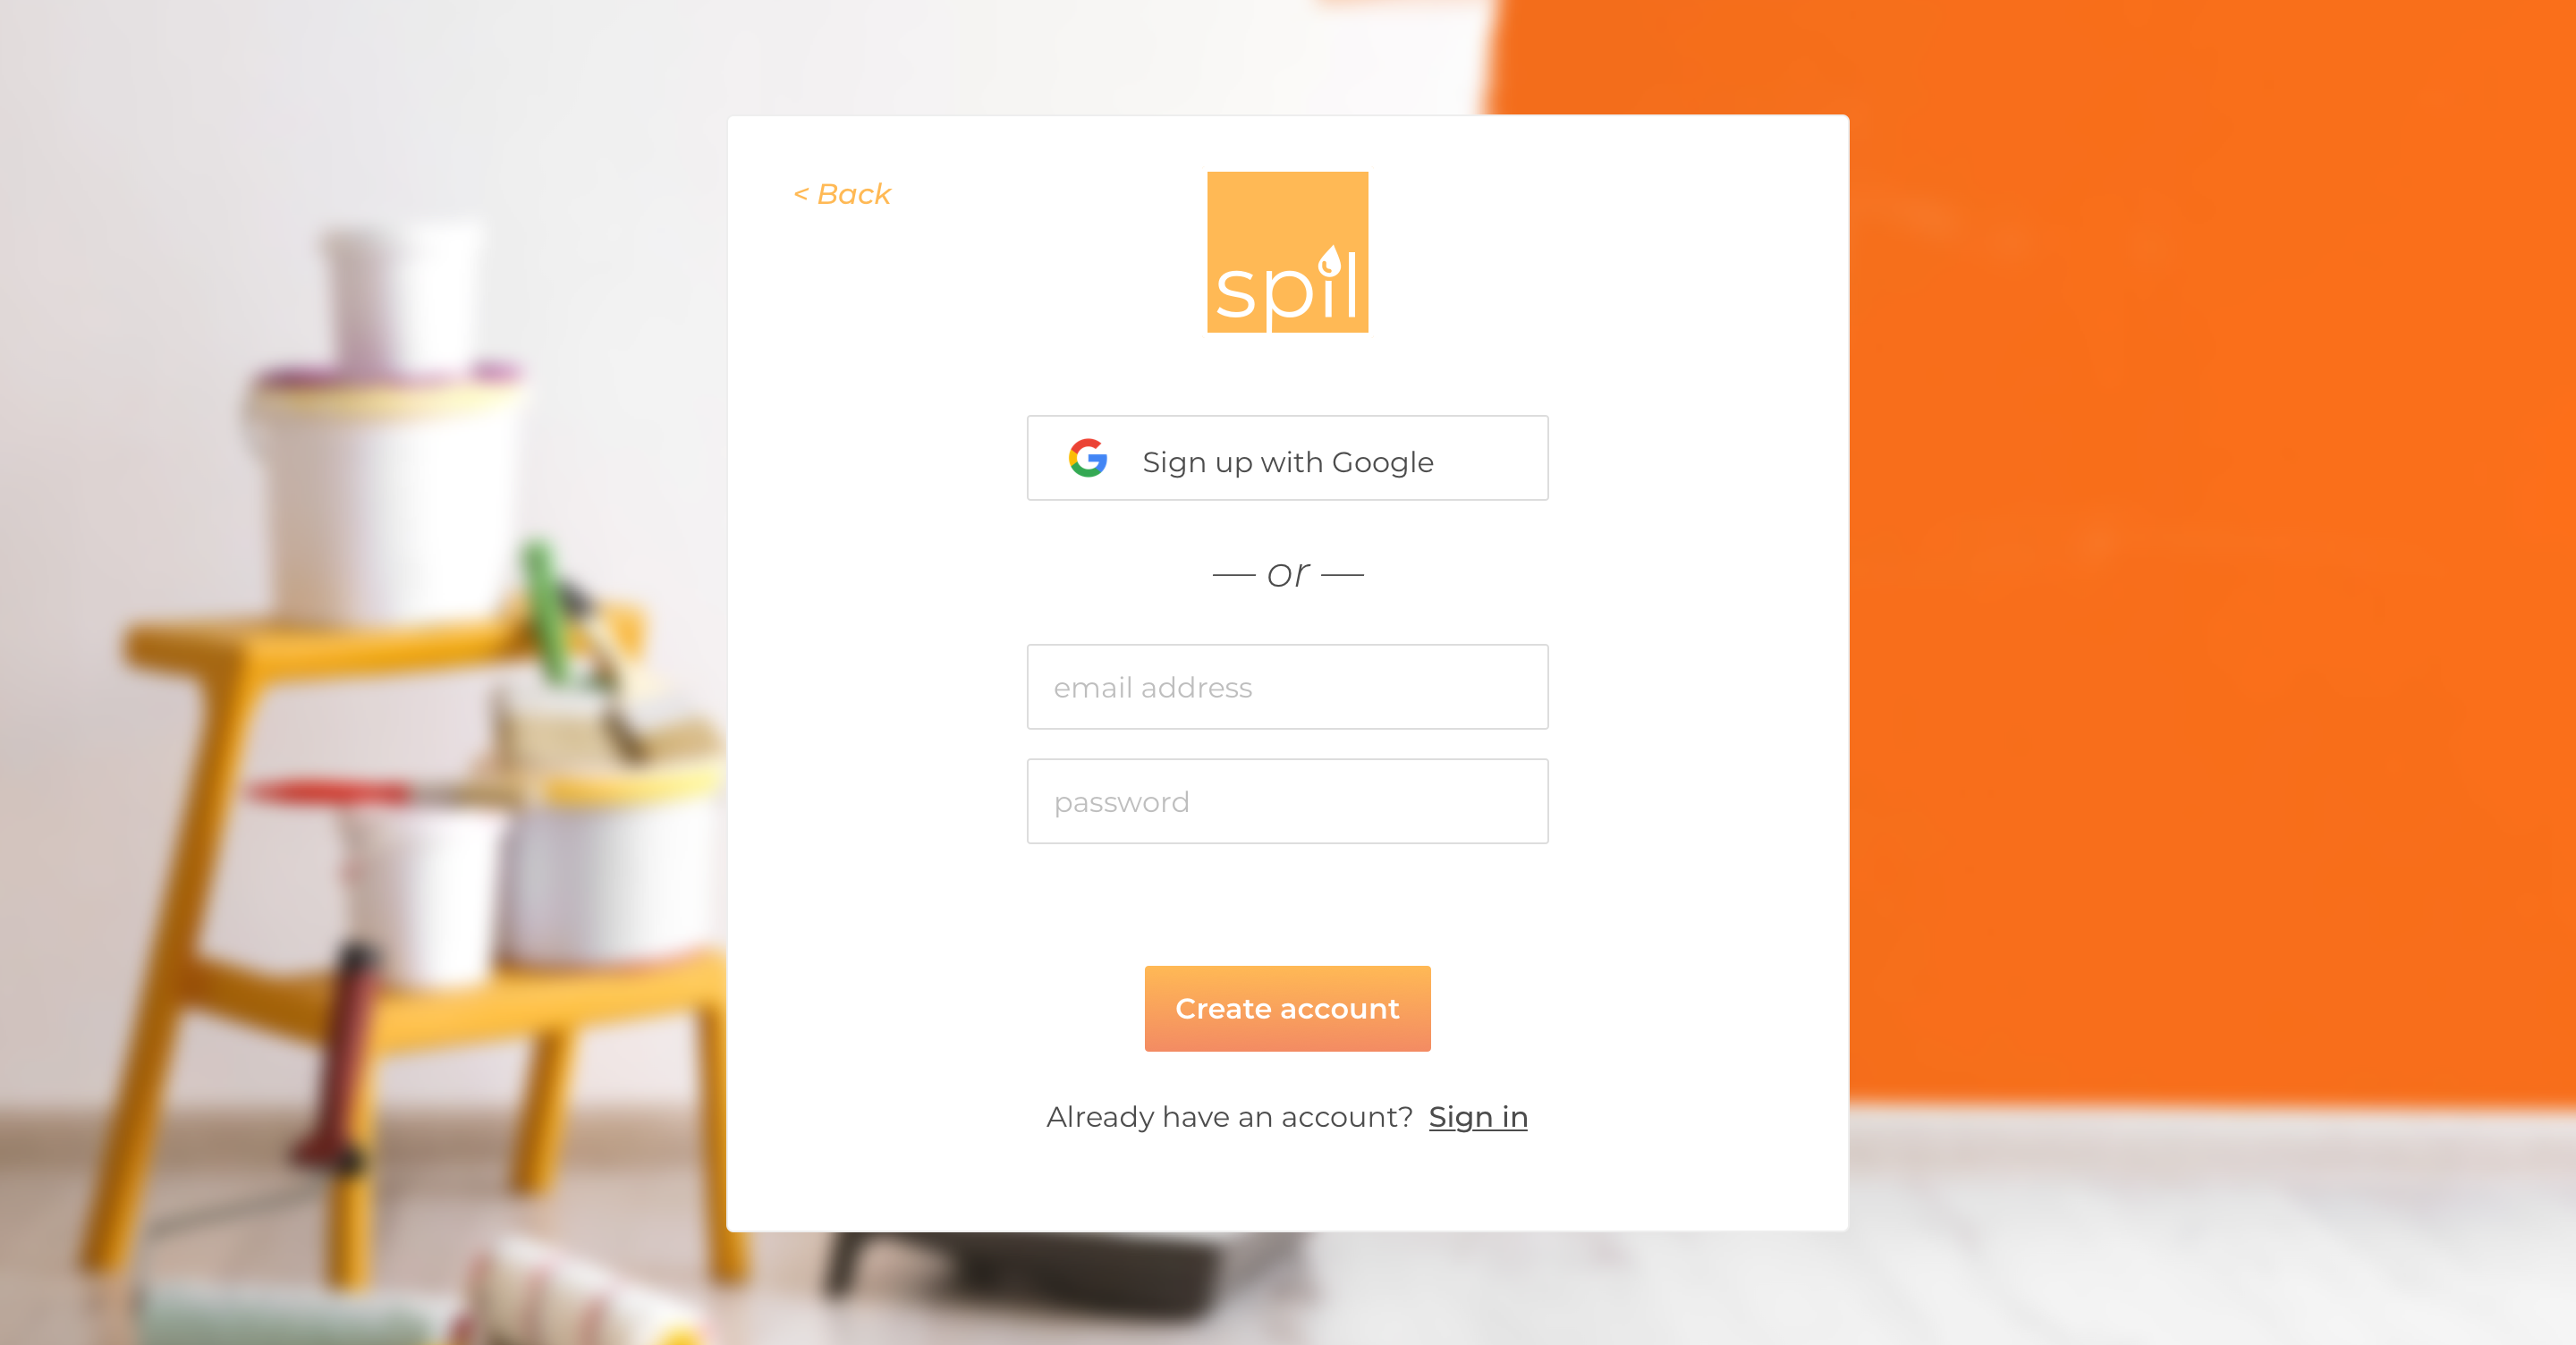 < Back
spil
Sign up with Google
— or —
email address
password
Create account
Already have an account? Sign in